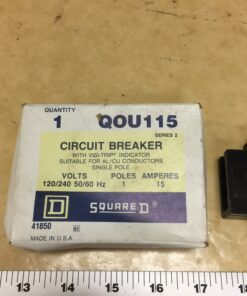 QUANTITY
1 QOU115
SERIES 2
CIRCUIT BREAKER
WITH VISI-TRIP INDICATOR
SUITABLE FOR AL/CU CONDUCTORS
SINGLE POLE
VOLTS POLES AMPERES
120/240 50/60 Hz 1 15
D SQUARE D
41850
MADE IN U.S.A.
13 14 15 16 17 18